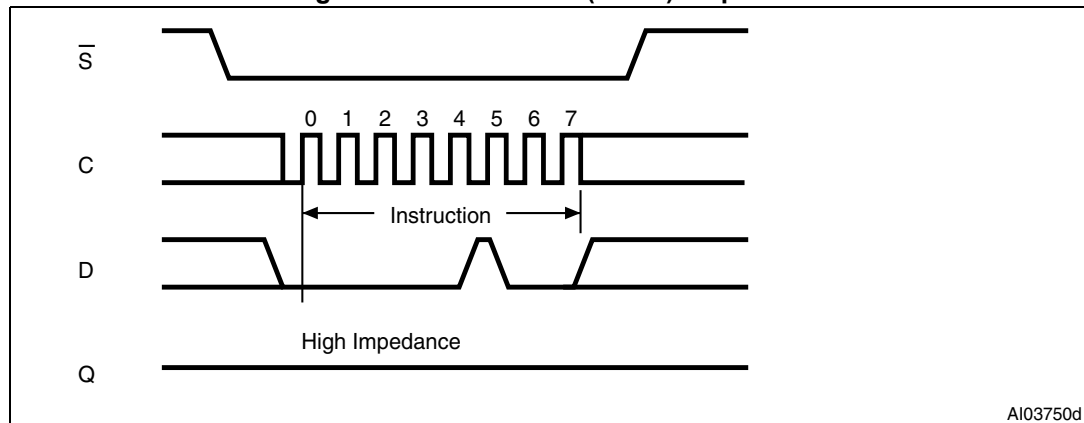 S̅
0 1 2 3 4 5 6 7
C
Instruction
D
High Impedance
Q
AI03750d